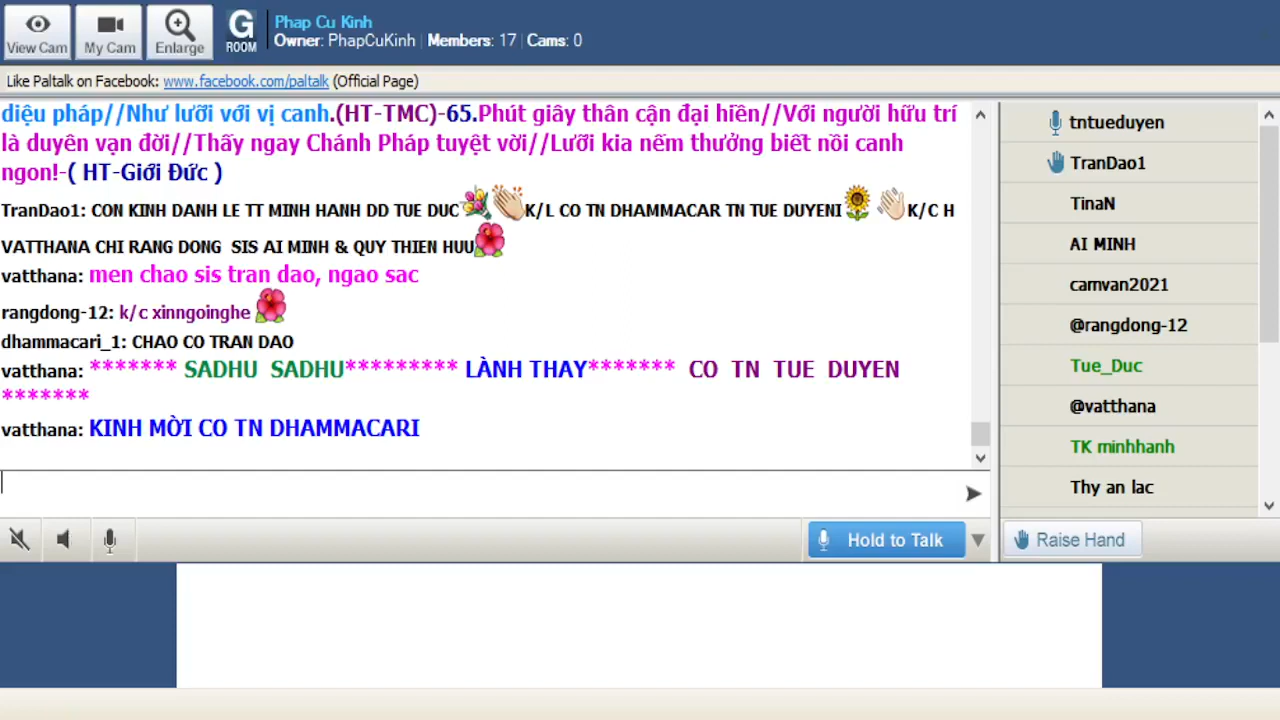 Phap Cu Kinh
Owner: PhapCuKinh | Members: 17 | Cams: 0
View Cam
My Cam
Enlarge
G ROOM
Like Paltalk on Facebook: www.facebook.com/paltalk (Official Page)
diệu pháp//Như lưỡi với vị canh.(HT-TMC)-65.Phút giây thân cận đại hiền//Với người hữu trí
là duyên vạn đời//Thấy ngay Chánh Pháp tuyệt vời//Lưỡi kia nếm thưởng biết nồi canh
ngon!-( HT-Giới Đức )
TranDao1: CON KINH DANH LE TT MINH HANH DD TUE DUC K/L CO TN DHAMMACAR TN TUE DUYENI K/C H
VATTHANA CHI RANG DONG SIS AI MINH & QUY THIEN HUU
vatthana: men chao sis tran dao, ngao sac
rangdong-12: k/c xinngoinghe
dhammacari_1: CHAO CO TRAN DAO
vatthana: ******* SADHU SADHU********* LÀNH THAY******* CO TN TUE DUYEN
*******
vatthana: KINH MỜI CO TN DHAMMACARI
Hold to Talk
tntueduyen
TranDao1
TinaN
AI MINH
camvan2021
@rangdong-12
Tue_Duc
@vatthana
TK minhhanh
Thy an lac
Raise Hand